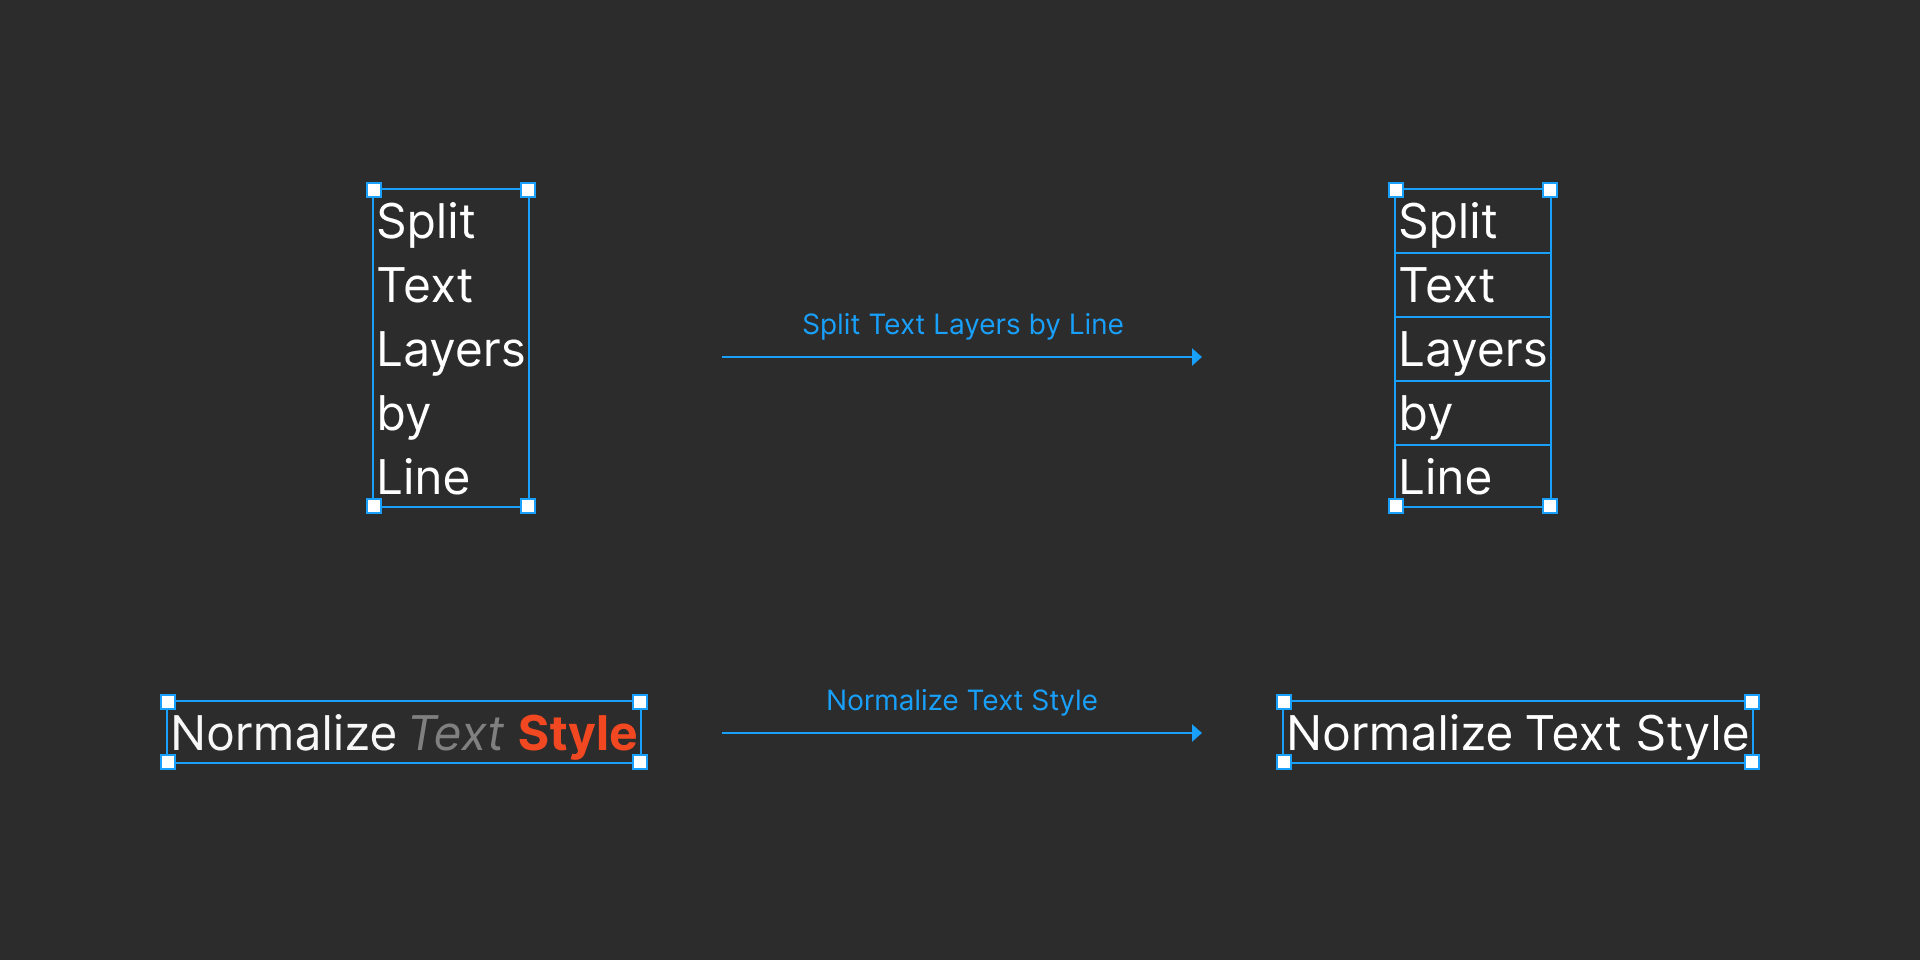 Split
Text
Layers
by
Line
Split Text Layers by Line
Split
Text
Layers
by
Line
Normalize Text Style
Normalize Text Style
Normalize Text Style